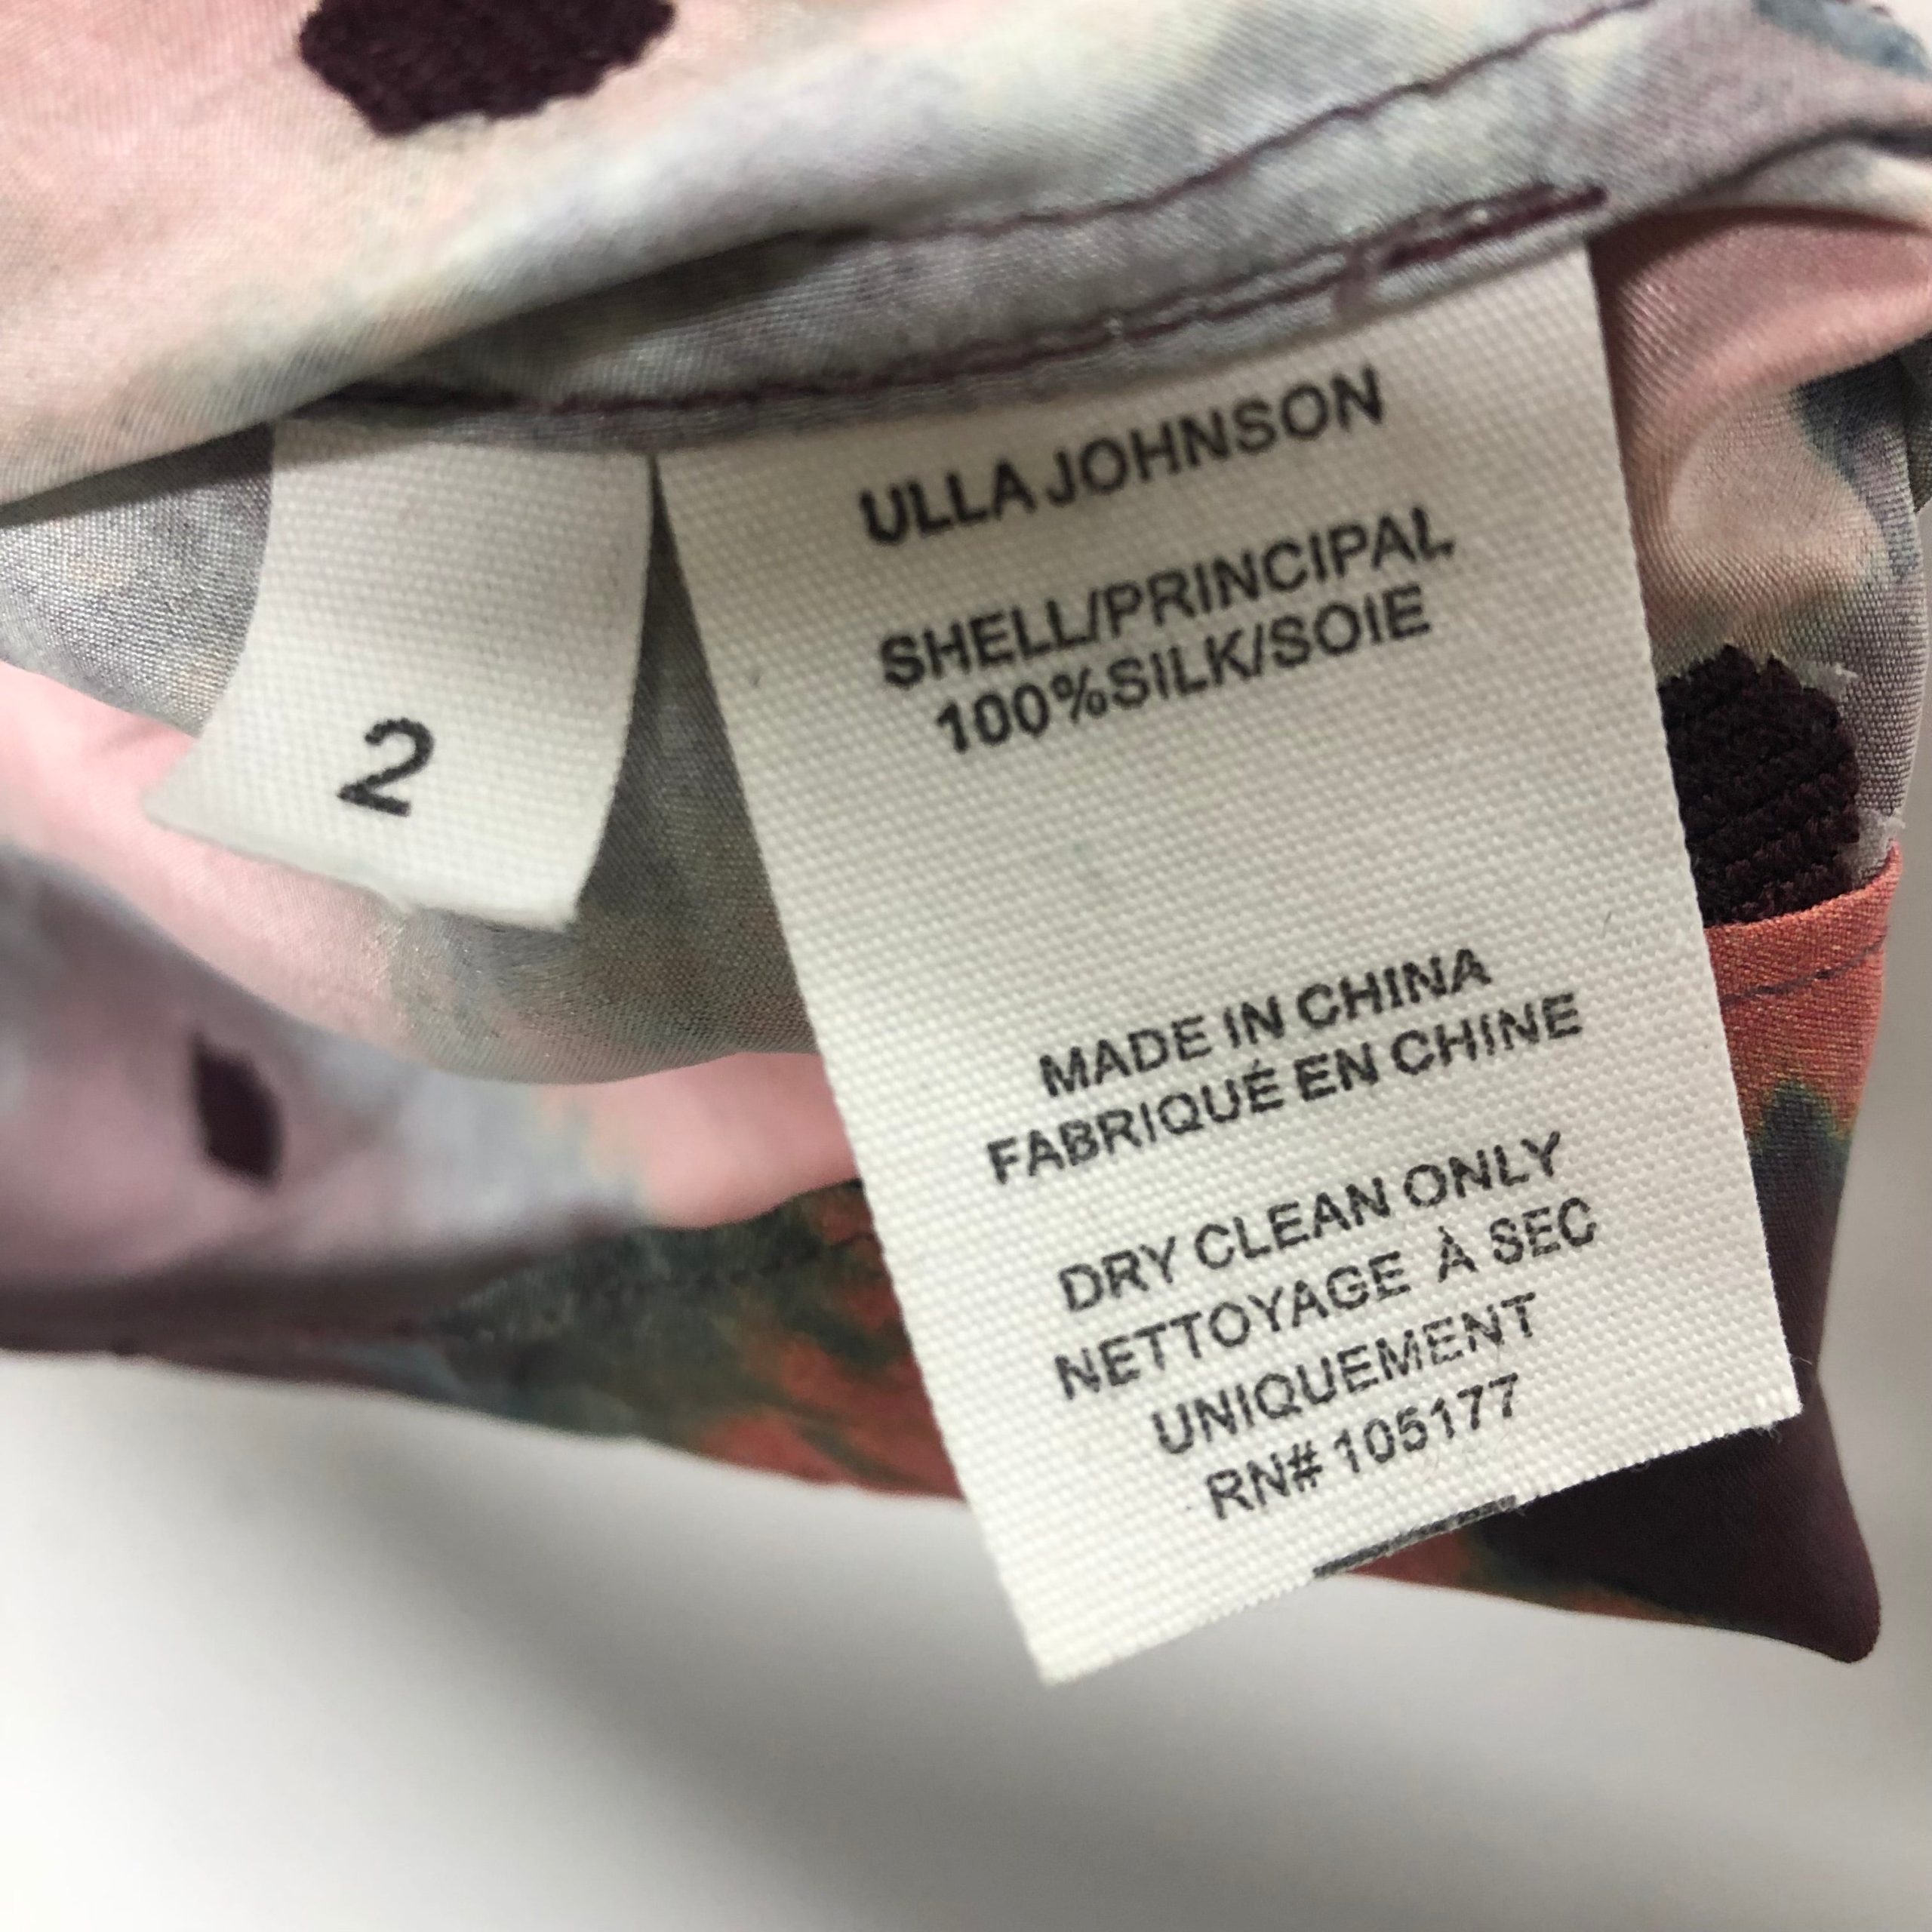 2
ULLA JOHNSON
SHELL/PRINCIPAL
100%SILK/SOIE
MADE IN CHINA
FABRIQUÉ EN CHINE
DRY CLEAN ONLY
NETTOYAGE À SEC
UNIQUEMENT
RN# 105177